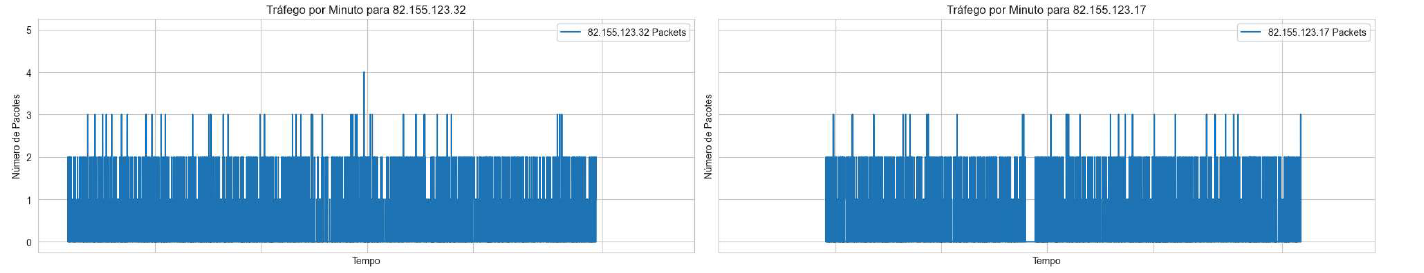 Tráfego por Minuto para 82.155.123.32
82.155.123.32 Packets
Número de Pacotes
5
4
3
2
1
0
Tempo
Tráfego por Minuto para 82.155.123.17
82.155.123.17 Packets
Número de Pacotes
Tempo